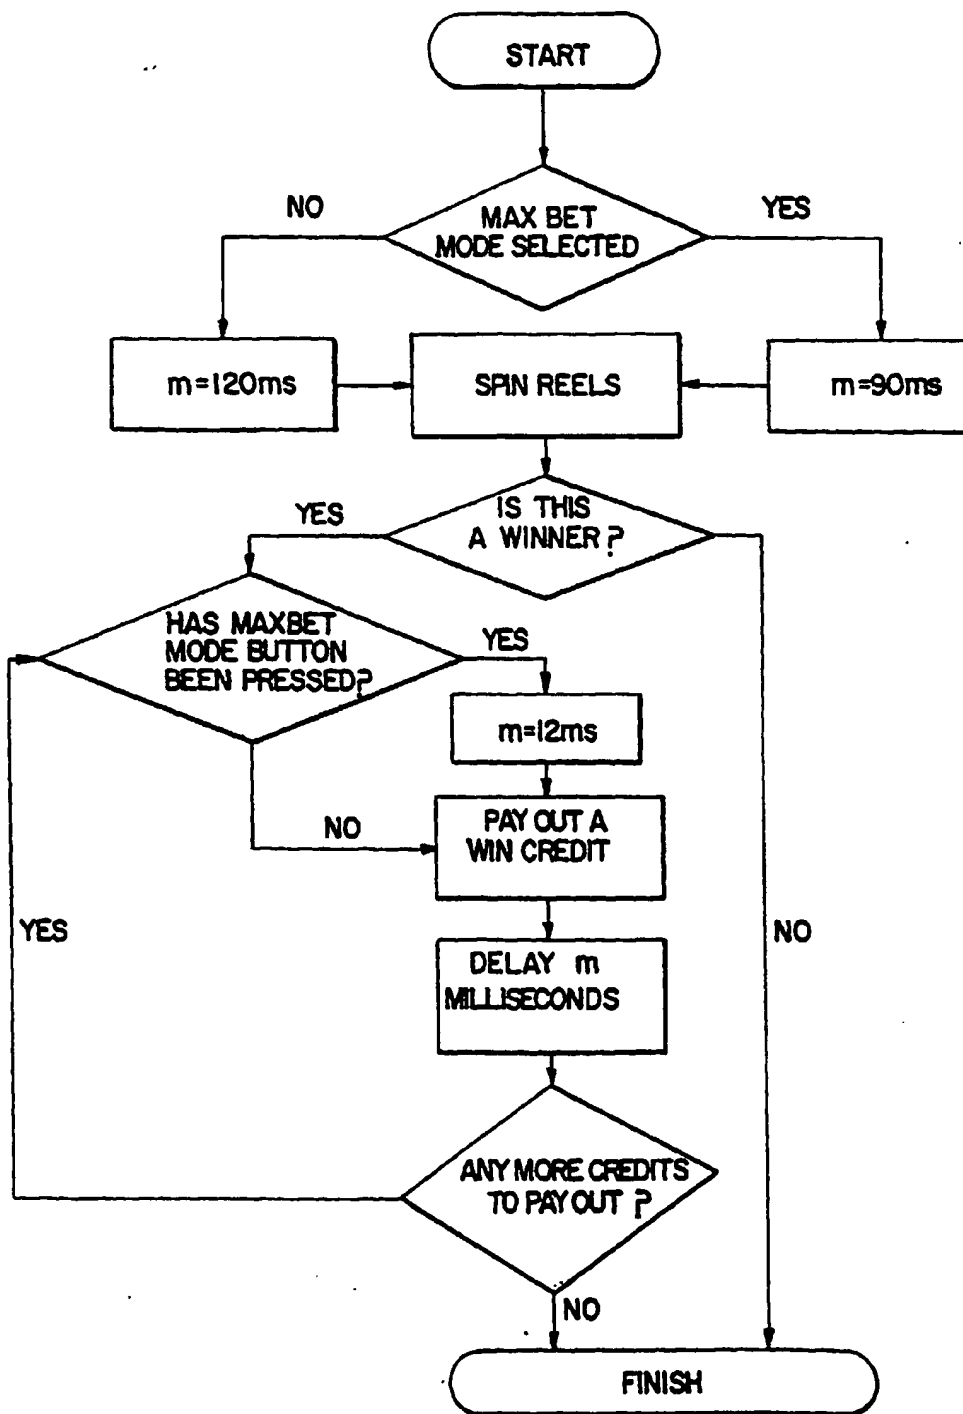 START
NO
YES
MAX BET
MODE SELECTED
m=120ms
SPIN REELS
m=90ms
YES
IS THIS
A WINNER?
HAS MAXBET
MODE BUTTON
BEEN PRESSED?
YES
m=12ms
NO
PAY OUT A
WIN CREDIT
YES
NO
DELAY m
MILLISECONDS
ANY MORE CREDITS
TO PAY OUT ?
NO
FINISH